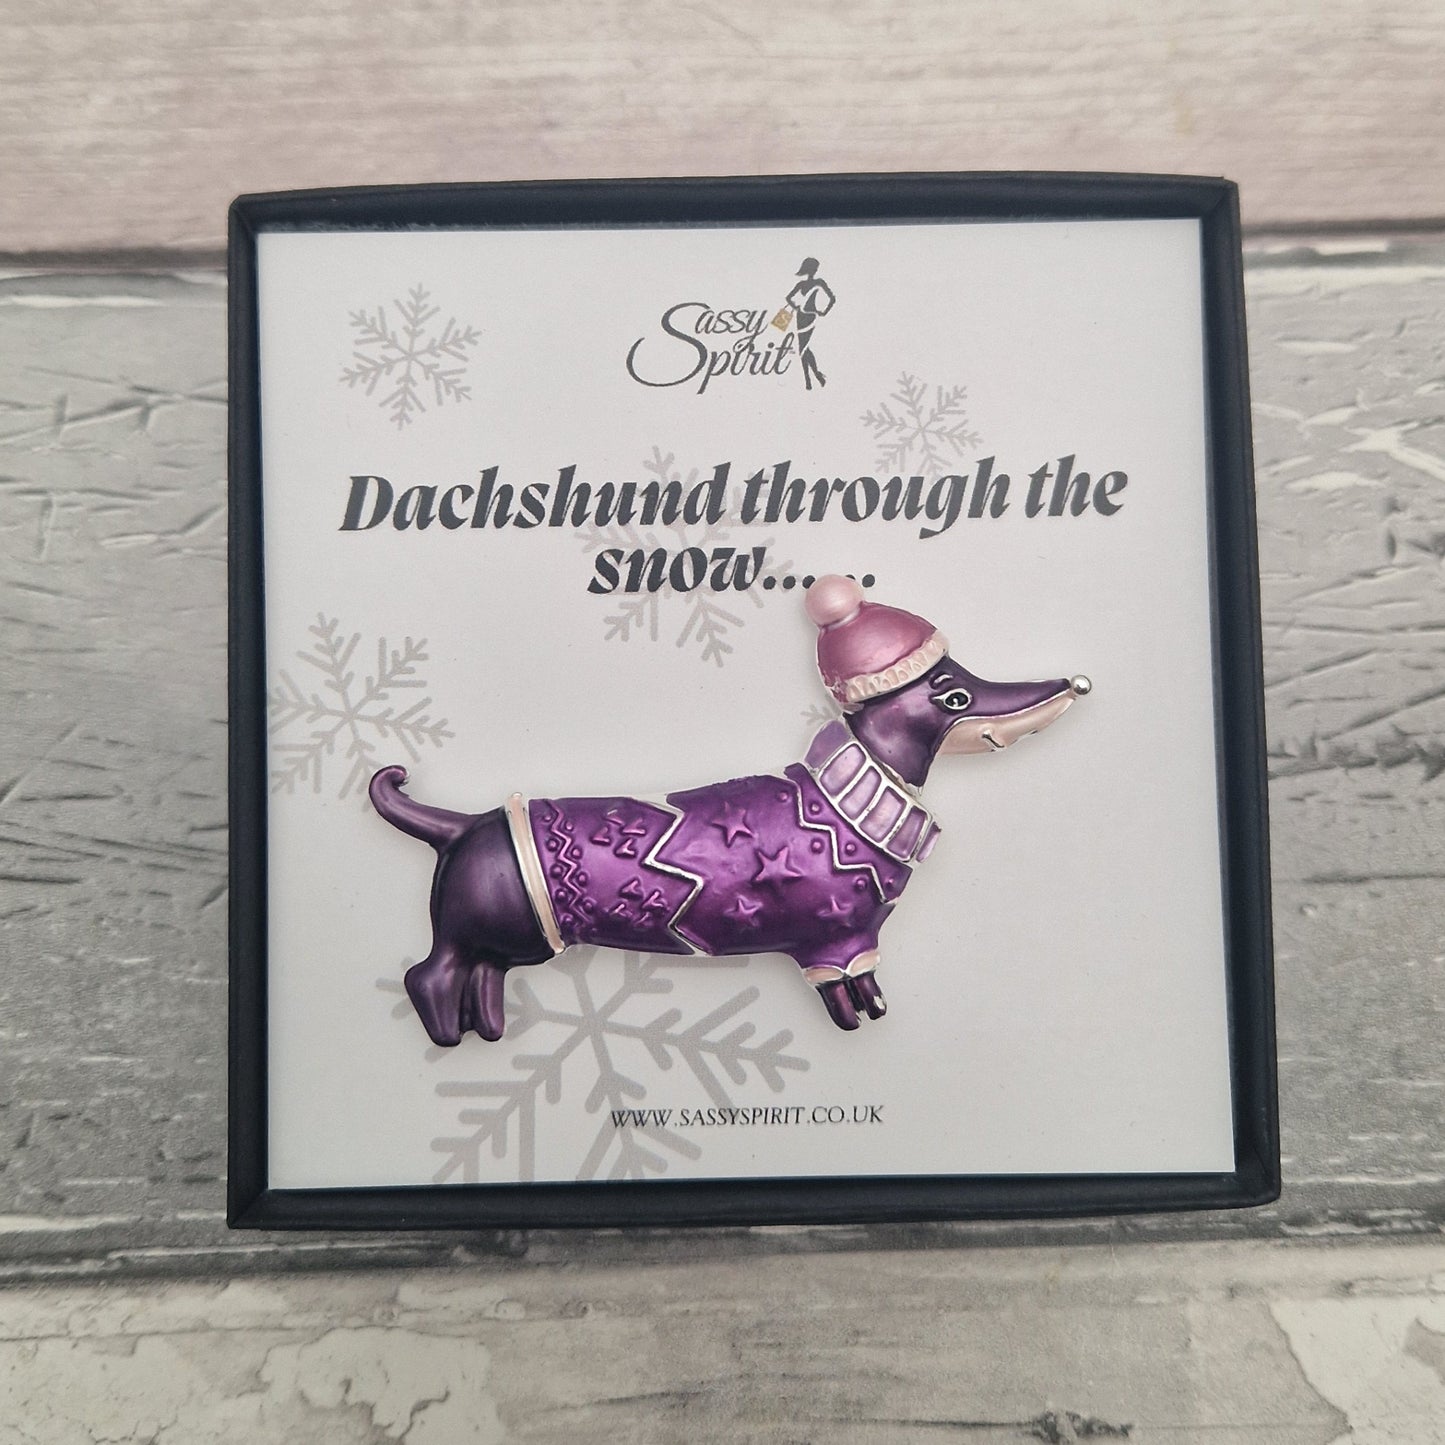 Sassy
Spirit
Dachshund through the
snow......
WWW.SASSYSPIRIT.CO.UK